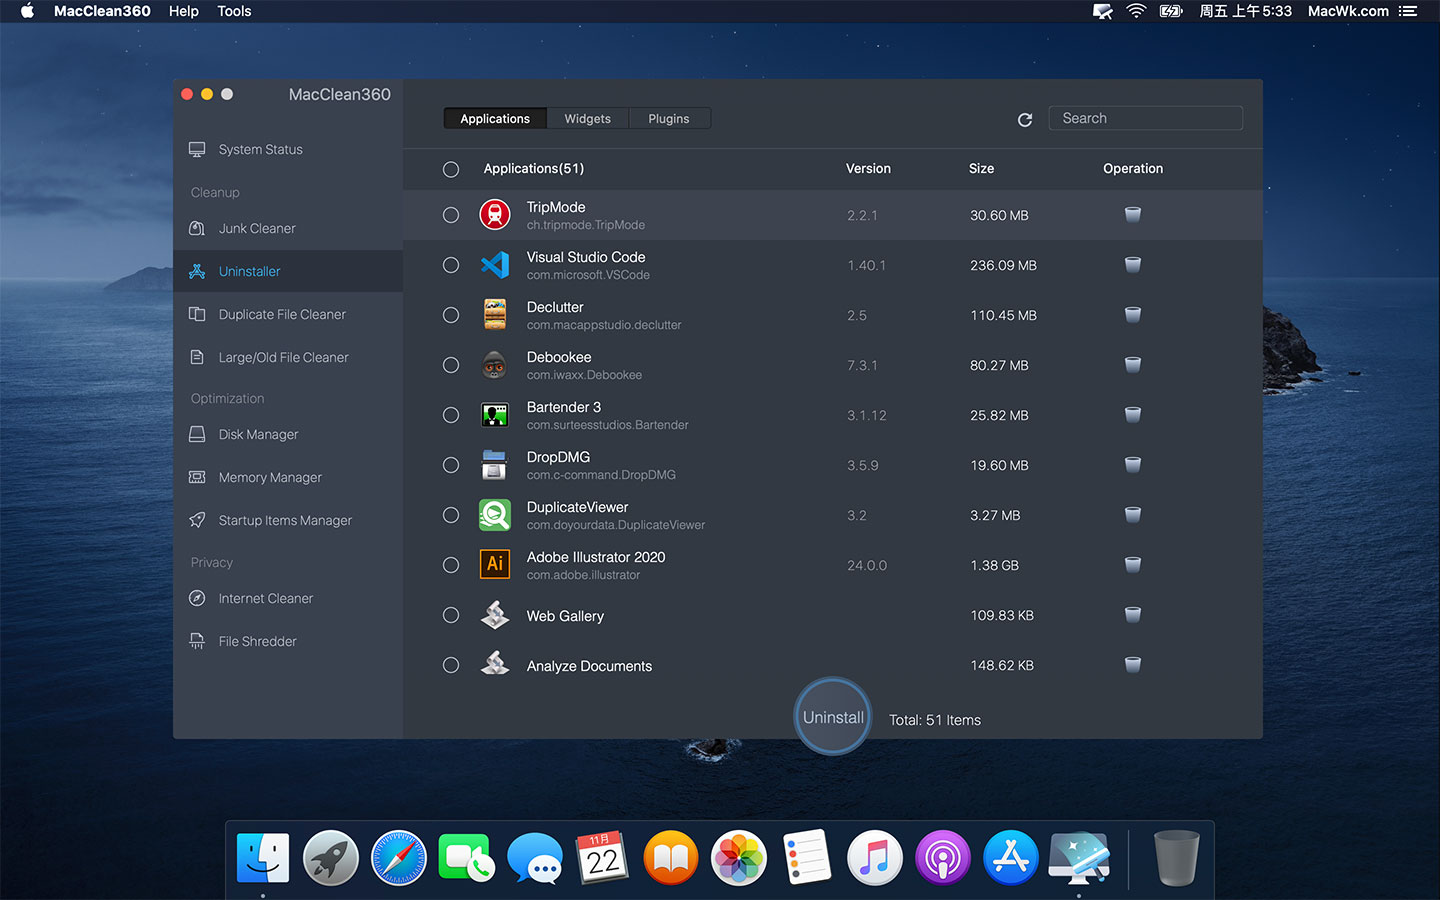 MacClean360 Help Tools 周五 上午5:33 MacWk.com
MacClean360
System Status
Cleanup
Junk Cleaner
Uninstaller
Duplicate File Cleaner
Large/Old File Cleaner
Optimization
Disk Manager
Memory Manager
Startup Items Manager
Privacy
Internet Cleaner
File Shredder
Applications Widgets Plugins Search
Applications(51) Version Size Operation
TripMode
ch.tripmode.TripMode
2.2.1 30.60 MB
Visual Studio Code
com.microsoft.VSCode
1.40.1 236.09 MB
Declutter
com.macappstudio.declutter
2.5 110.45 MB
Debookee
com.iwaxx.Debookee
7.3.1 80.27 MB
Bartender 3
com.surteesstudios.Bartender
3.1.12 25.82 MB
DropDMG
com.c-command.DropDMG
3.5.9 19.60 MB
DuplicateViewer
com.doyourdata.DuplicateViewer
3.2 3.27 MB
Ai
Adobe Illustrator 2020
com.adobe.illustrator
24.0.0 1.38 GB
Web Gallery 109.83 KB
Analyze Documents 148.62 KB
Uninstall Total: 51 Items
11月
22